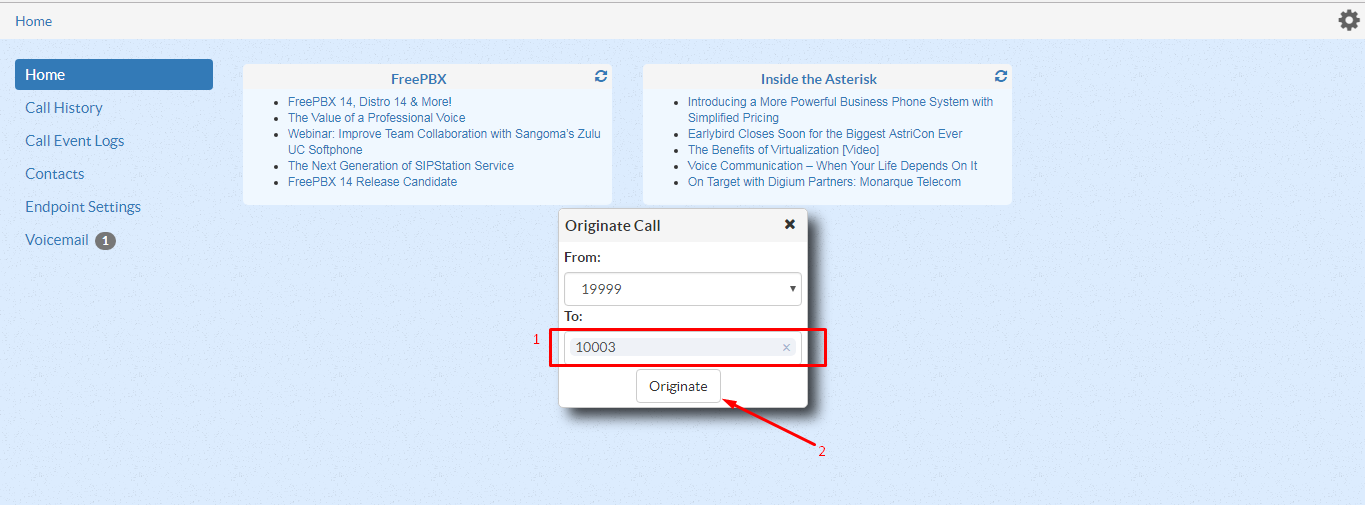 Home
Home
Call History
Call Event Logs
Contacts
Endpoint Settings
Voicemail 1
FreePBX
FreePBX 14, Distro 14 & More!
The Value of a Professional Voice
Webinar: Improve Team Collaboration with Sangoma's Zulu
UC Softphone
The Next Generation of SIPStation Service
FreePBX 14 Release Candidate
Inside the Asterisk
Introducing a More Powerful Business Phone System with
Simplified Pricing
Earlybird Closes Soon for the Biggest AstriCon Ever
The Benefits of Virtualization [Video]
Voice Communication – When Your Life Depends On It
On Target with Digium Partners: Monarque Telecom
Originate Call
From:
19999
To:
1
10003 ×
Originate
2